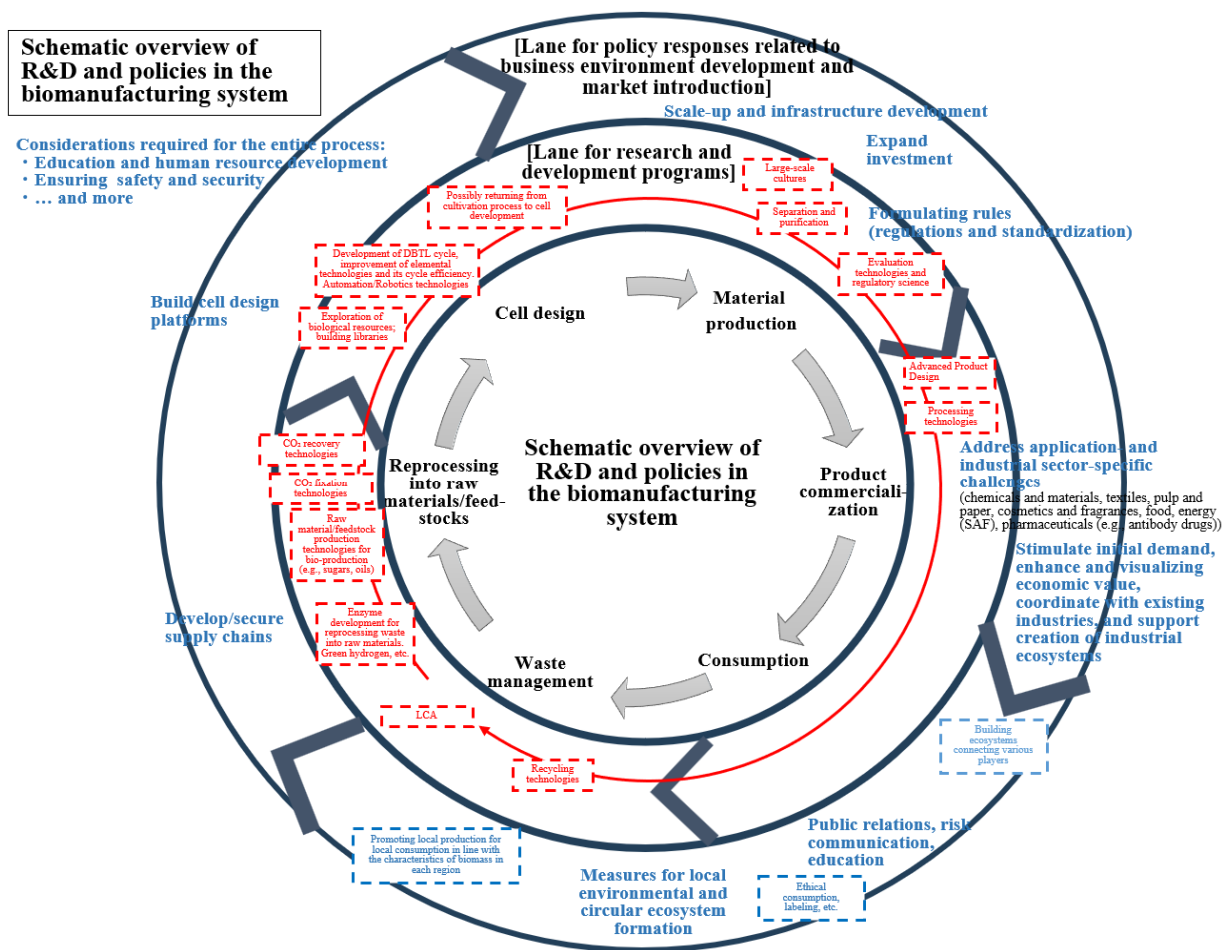 Schematic overview of
R&D and policies in the
biomanufacturing system
Considerations required for the entire process:
・Education and human resource development
・Ensuring safety and security
・… and more
[Lane for policy responses related to
business environment development and
market introduction]
Scale-up and infrastructure development
Expand
investment
[Lane for research and
development programs]
Large-scale
cultures
Possibly returning from
cultivation process to cell
development
Separation and
purification
Formulating rules
(regulations and standardization)
Development of DBTL cycle,
improvement of elemental
technologies and its cycle efficiency.
Automation/Robotics technologies
Evaluation
technologies and
regulatory science
Build cell design
platforms
Exploration of
biological resources;
building libraries
Cell design
Material
production
Advanced Product
Design
Processing
technologies
CO₂ recovery
technologies
CO₂ fixation
technologies
Raw
material/feedstock
production
technologies for
bio-production
(e.g., sugars, oils)
Reprocessing
into raw
materials/feed-
stocks
Schematic overview of
R&D and policies in
the biomanufacturing
system
Product
commerciali-
zation
Address application- and
industrial sector-specific
challenges
(chemicals and materials, textiles, pulp and
paper, cosmetics and fragrances, food, energy
(SAF), pharmaceuticals (e.g., antibody drugs))
Stimulate initial demand,
enhance and visualizing
economic value,
coordinate with existing
industries, and support
creation of industrial
ecosystems
Develop/secure
supply chains
Enzyme
development for
reprocessing waste
into raw materials.
Green hydrogen, etc.
Waste
management
Consumption
LCA
Recycling
technologies
Building
ecosystems
connecting various
players
Promoting local production for
local consumption in line with
the characteristics of biomass in
each region
Measures for local
environmental and
circular ecosystem
formation
Public relations, risk
communication,
education
Ethical
consumption,
labeling, etc.